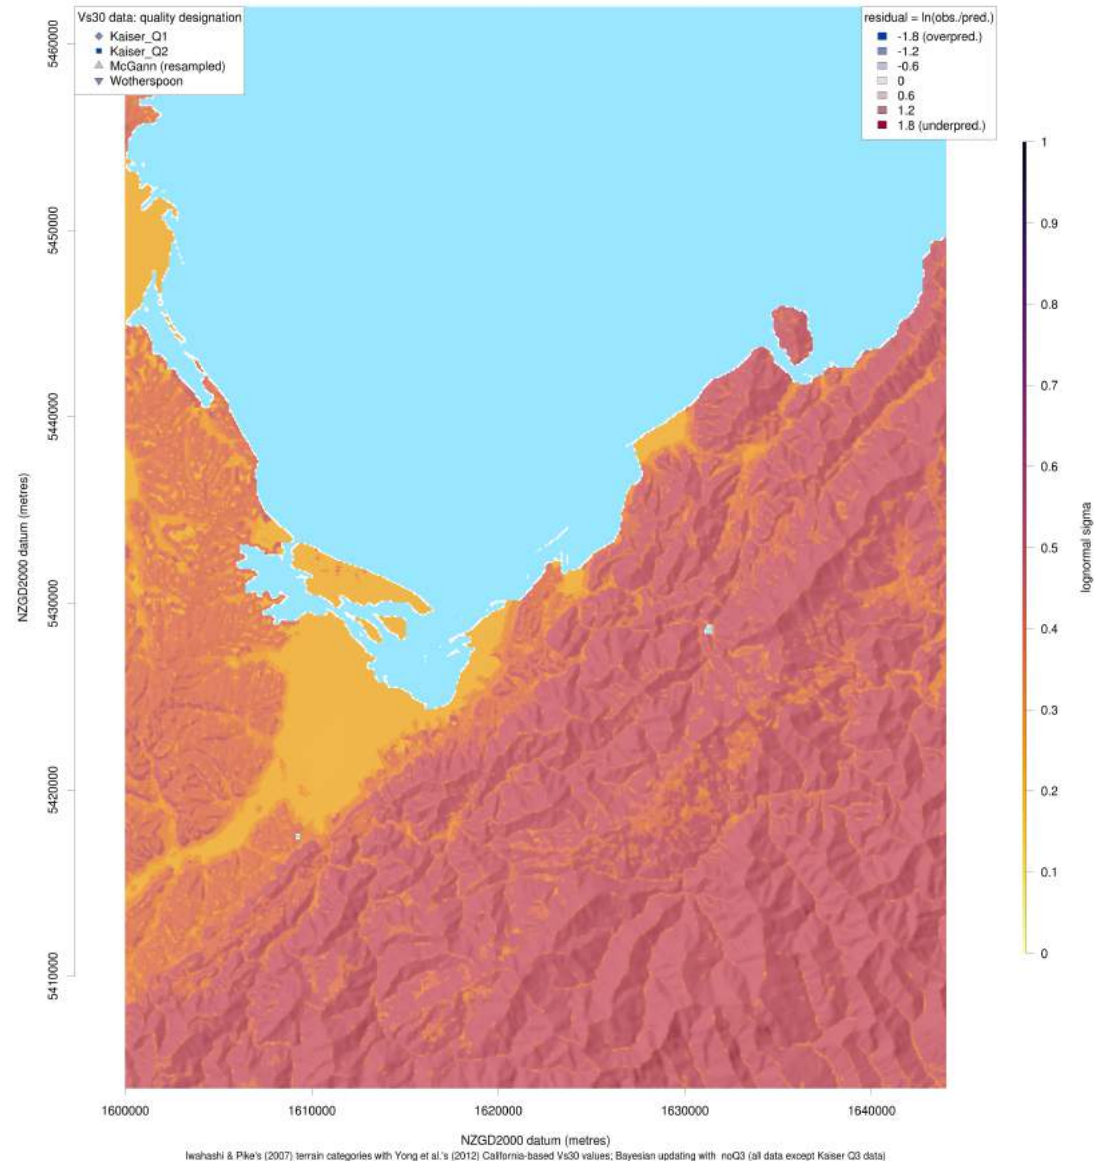 Vs30 data: quality designation
Kaiser_Q1
Kaiser_Q2
McGann (resampled)
Wotherspoon
residual = ln(obs./pred.)
-1.8 (overpred.)
-1.2
-0.6
0
0.6
1.2
1.8 (underpred.)
5460000
5450000
5440000
5430000
5420000
5410000
NZGD2000 datum (metres)
1
0.9
0.8
0.7
0.6
0.5
0.4
0.3
0.2
0.1
0
lognormal sigma
1600000
1610000
1620000
1630000
1640000
NZGD2000 datum (metres)
Iwahashi & Pike's (2007) terrain categories with Yong et al.'s (2012) California-based Vs30 values; Bayesian updating with noQ3 (all data except Kaiser Q3 data)